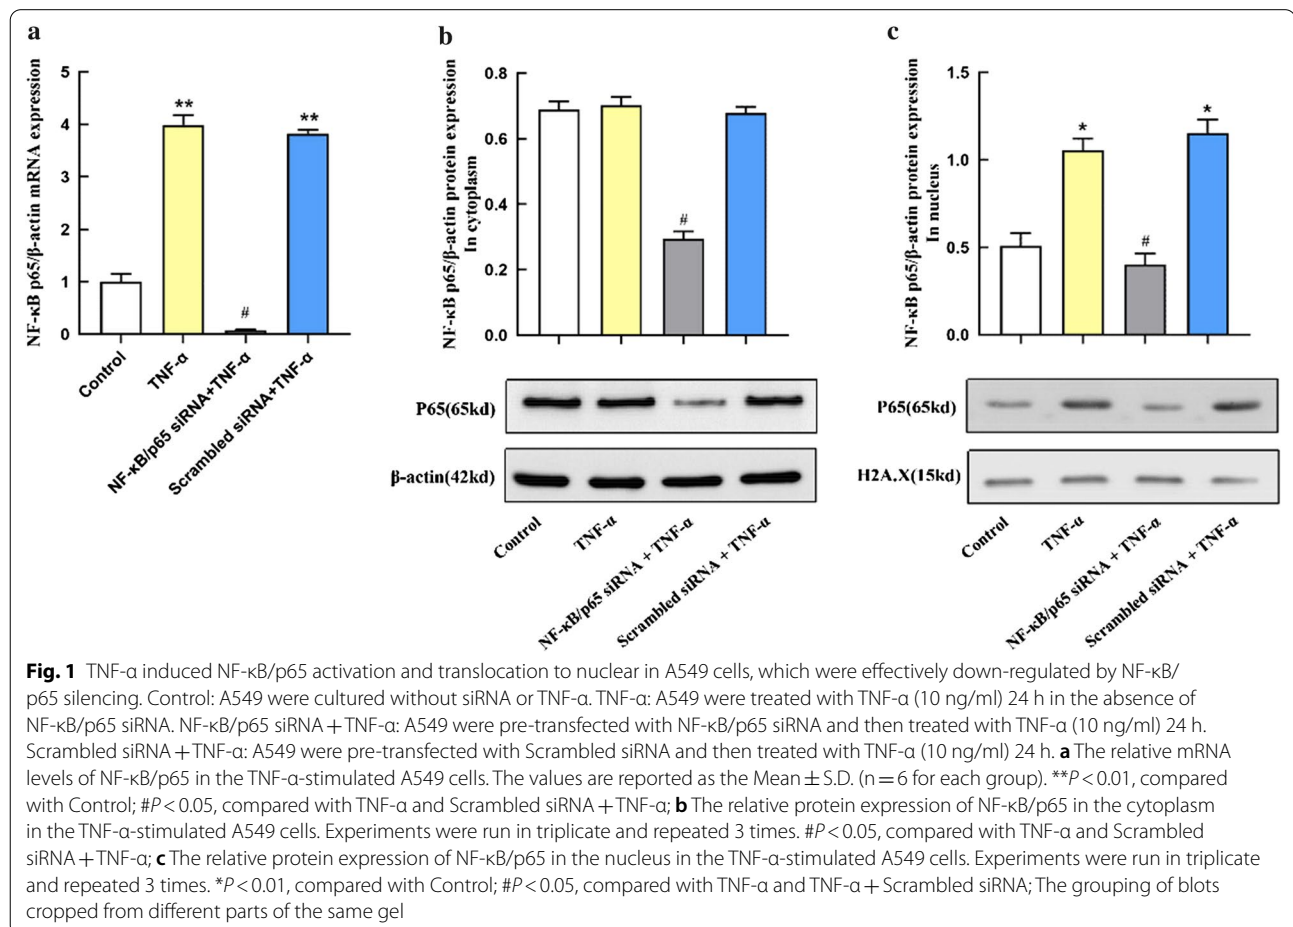 a
NF-κB p65/β-actin mRNA expression
5
4
3
2
1
0
**
#
**
Control
TNF-α
NF-κB/p65 siRNA+TNF-α
Scrambled siRNA+TNF-α
b
NF-κB p65/β-actin protein expression
In cytoplasm
0.8
0.6
0.4
0.2
0.0
#
P65(65kd)
β-actin(42kd)
Control
TNF-α
NF-κB/p65 siRNA + TNF-α
Scrambled siRNA + TNF-α
c
NF-κB p65/β-actin protein expression
In nucleus
1.5
1.0
0.5
0.0
*
#
*
P65(65kd)
H2A.X(15kd)
Control
TNF-α
NF-κB/p65 siRNA + TNF-α
Scrambled siRNA + TNF-α
Fig. 1 TNF-α induced NF-κB/p65 activation and translocation to nuclear in A549 cells, which were effectively down-regulated by NF-κB/
p65 silencing. Control: A549 were cultured without siRNA or TNF-α. TNF-α: A549 were treated with TNF-α (10 ng/ml) 24 h in the absence of
NF-κB/p65 siRNA. NF-κB/p65 siRNA + TNF-α: A549 were pre-transfected with NF-κB/p65 siRNA and then treated with TNF-α (10 ng/ml) 24 h.
Scrambled siRNA + TNF-α: A549 were pre-transfected with Scrambled siRNA and then treated with TNF-α (10 ng/ml) 24 h. a The relative mRNA
levels of NF-κB/p65 in the TNF-α-stimulated A549 cells. The values are reported as the Mean ± S.D. (n = 6 for each group). **P < 0.01, compared
with Control; #P < 0.05, compared with TNF-α and Scrambled siRNA + TNF-α; b The relative protein expression of NF-κB/p65 in the cytoplasm
in the TNF-α-stimulated A549 cells. Experiments were run in triplicate and repeated 3 times. #P < 0.05, compared with TNF-α and Scrambled
siRNA + TNF-α; c The relative protein expression of NF-κB/p65 in the nucleus in the TNF-α-stimulated A549 cells. Experiments were run in triplicate
and repeated 3 times. *P < 0.01, compared with Control; #P < 0.05, compared with TNF-α and TNF-α + Scrambled siRNA; The grouping of blots
cropped from different parts of the same gel